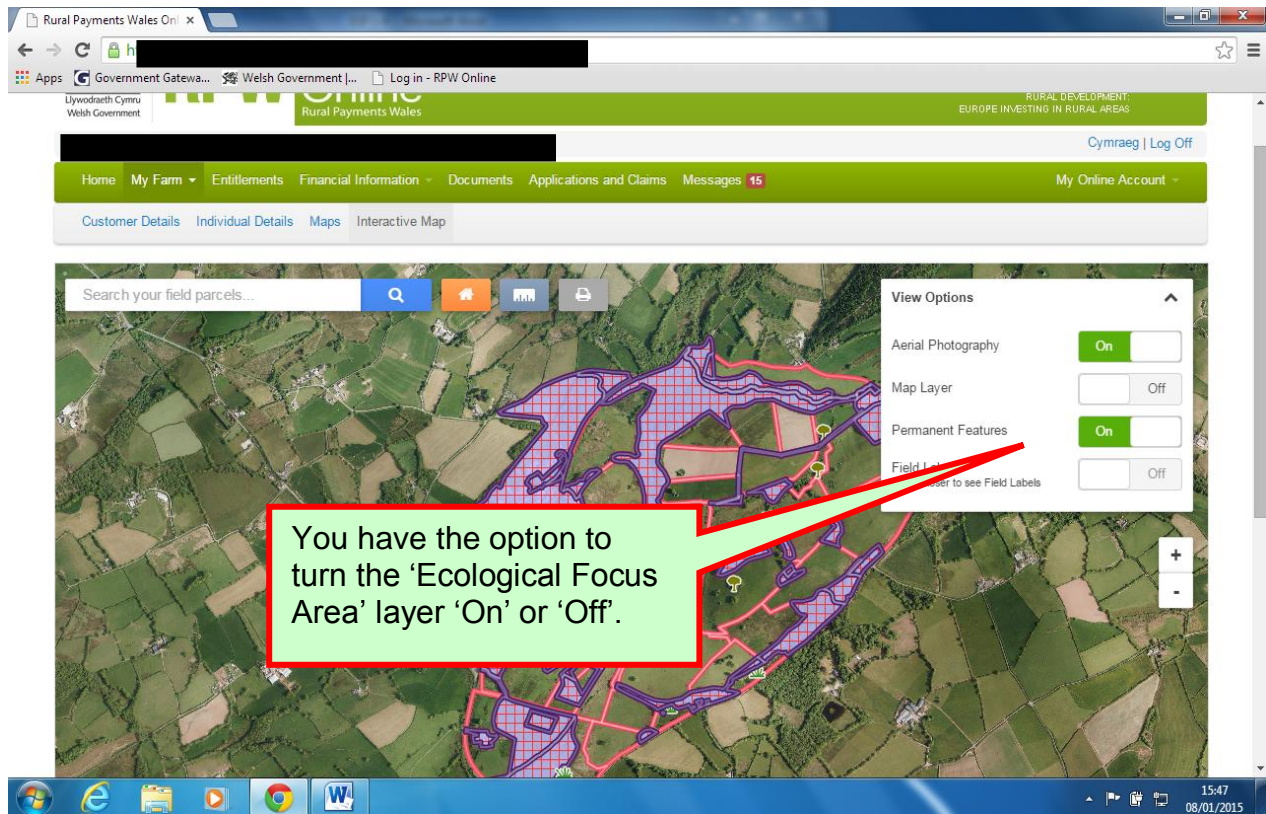 Rural Payments Wales Onl
Apps Government Gatewa... Welsh Government |... Log in - RPW Online
Llywodraeth Cymru
Welsh Government
Rural Payments Wales
RURAL DEVELOPMENT:
EUROPE INVESTING IN RURAL AREAS
Cymraeg | Log Off
Home My Farm Entitlements Financial Information Documents Applications and Claims Messages 15 My Online Account
Customer Details Individual Details Maps Interactive Map
Search your field parcels...
View Options
Aerial Photography On
Map Layer Off
Permanent Features On
Field Off
to see Field Labels
You have the option to
turn the ‘Ecological Focus
Area’ layer ‘On’ or ‘Off’.
+
-
15:47
08/01/2015